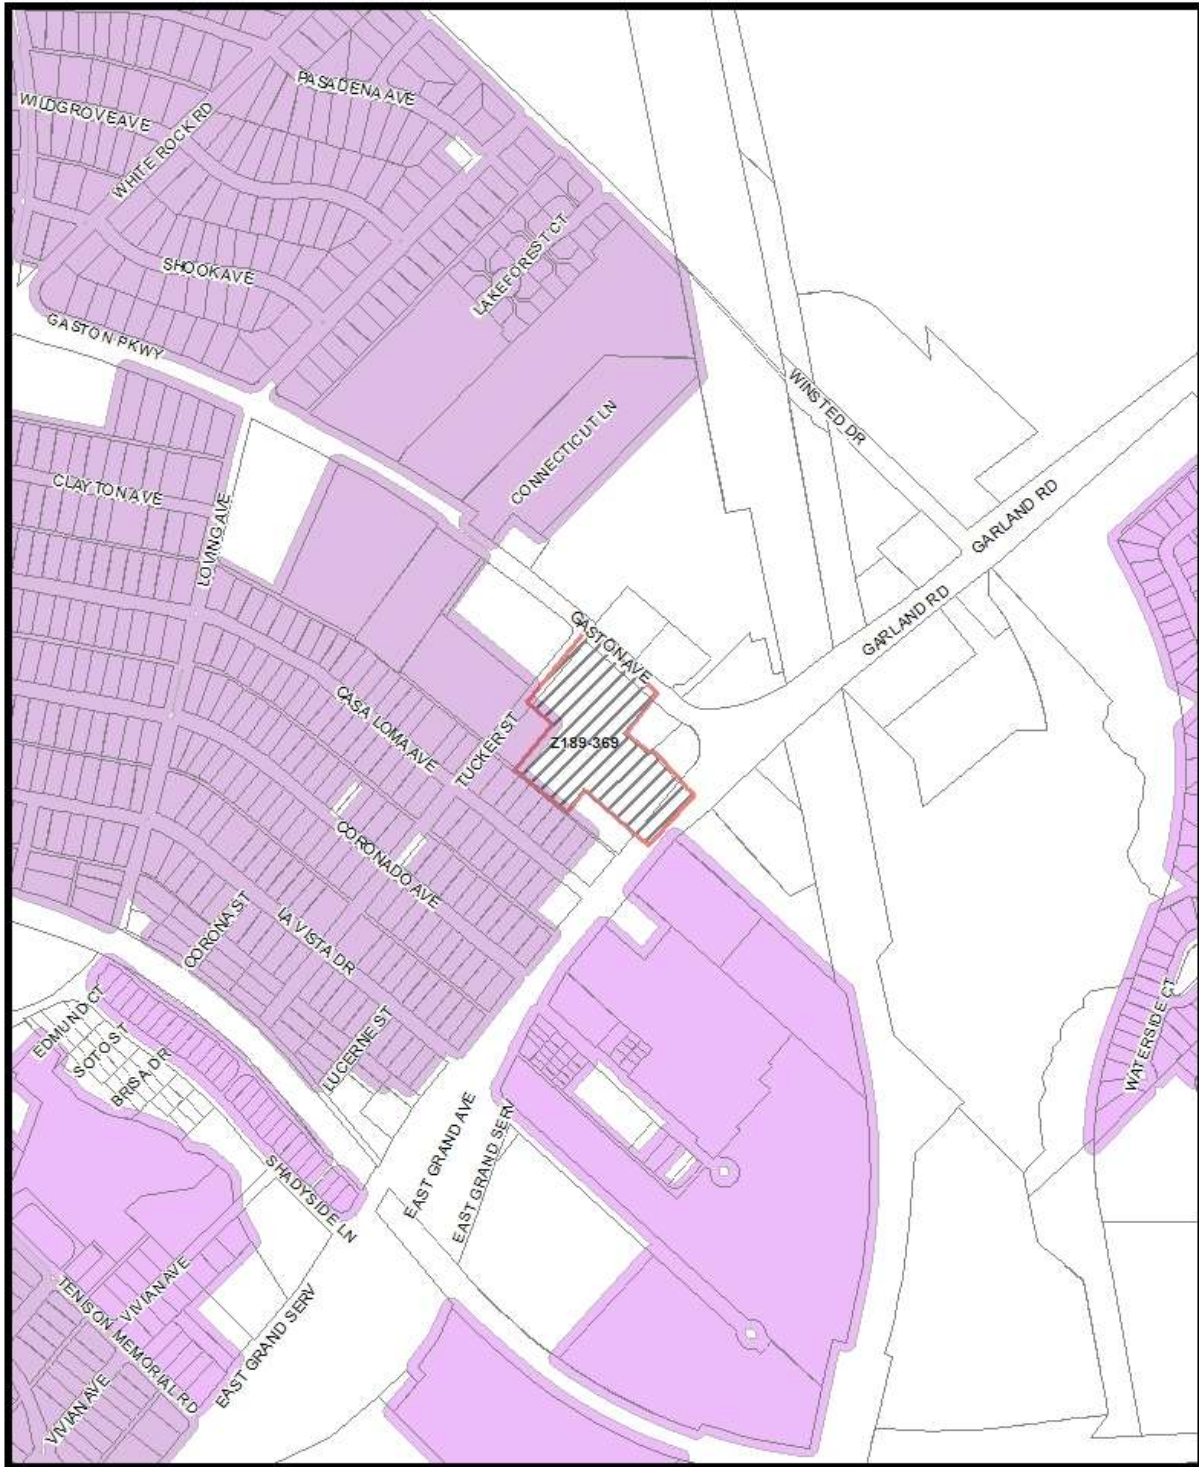 PASADENA AVE
WILDGROVE AVE
WHITE ROCK RD
LAKEFOREST CT
SHOOK AVE
GASTON PKWY
WINSTED DR
CONNECTICUT LN
CLAYTON AVE
LOVING AVE
GARLAND RD
GARLAND RD
GASTON AVE
CASA LOMA AVE
TUCKER ST
Z189-369
CORONADO AVE
CORONA ST
LA VISTA DR
EDMUND CT
SOTO ST
BRISA DR
LUCERNE ST
WATERSIDE CT
EAST GRAND AVE
EAST GRAND SERV
SHADYSIDE LN
VIVIAN AVE
TENISON MEMORIAL RD
EAST GRAND SERV
VIVIAN AVE